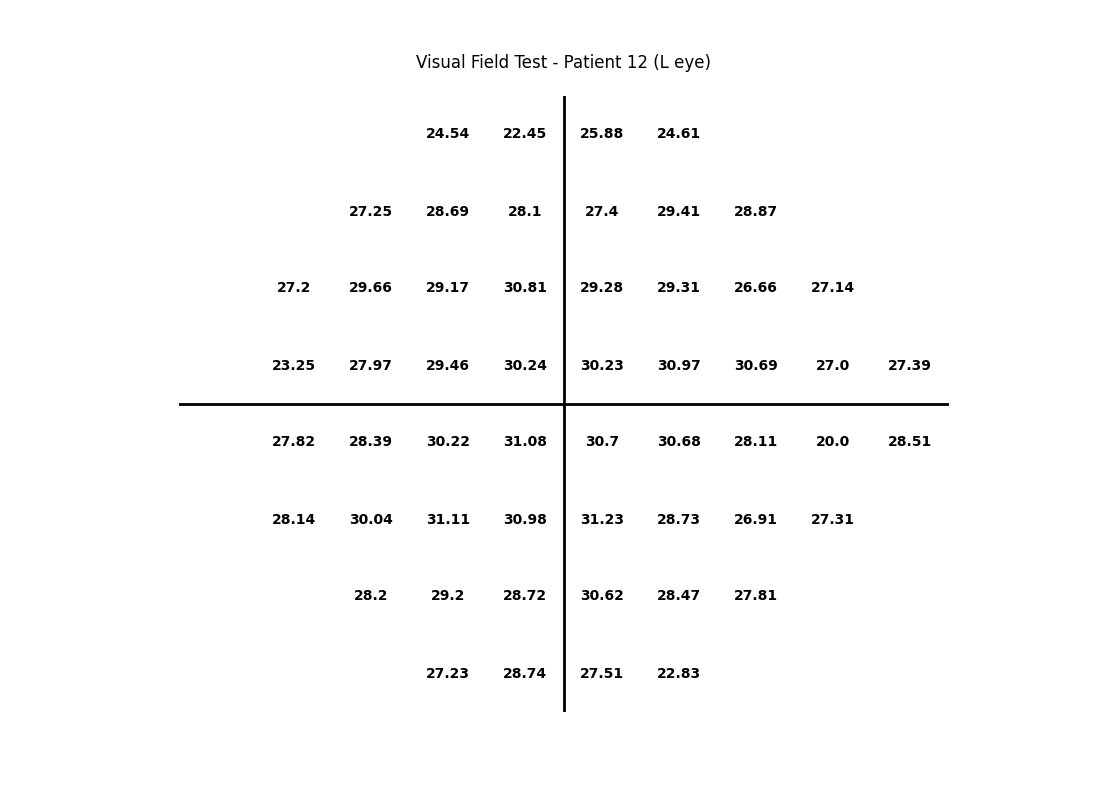 Visual Field Test - Patient 12 (L eye)
24.54 22.45 25.88 24.61
27.25 28.69 28.1 27.4 29.41 28.87
27.2 29.66 29.17 30.81 29.28 29.31 26.66 27.14
23.25 27.97 29.46 30.24 30.23 30.97 30.69 27.0 27.39
27.82 28.39 30.22 31.08 30.7 30.68 28.11 20.0 28.51
28.14 30.04 31.11 30.98 31.23 28.73 26.91 27.31
28.2 29.2 28.72 30.62 28.47 27.81
27.23 28.74 27.51 22.83